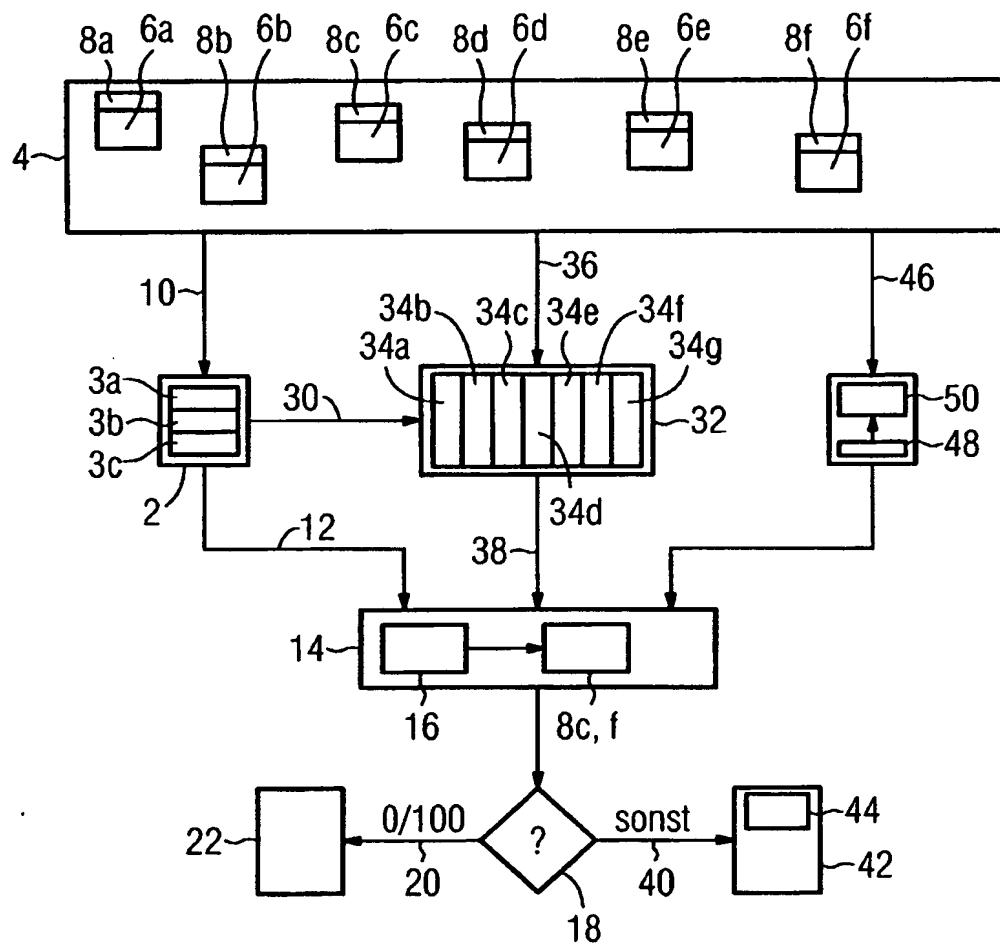 8a 6a 8b 6b 8c 6c 8d 6d 8e 6e 8f 6f
4
10 36 46
34b 34c 34e 34f
34a 34g
3a 30 50
3b 32
3c 48
2 34d
12 38
14
16 8c, f
0/100 ? sonst 44
22 20 40 42
18